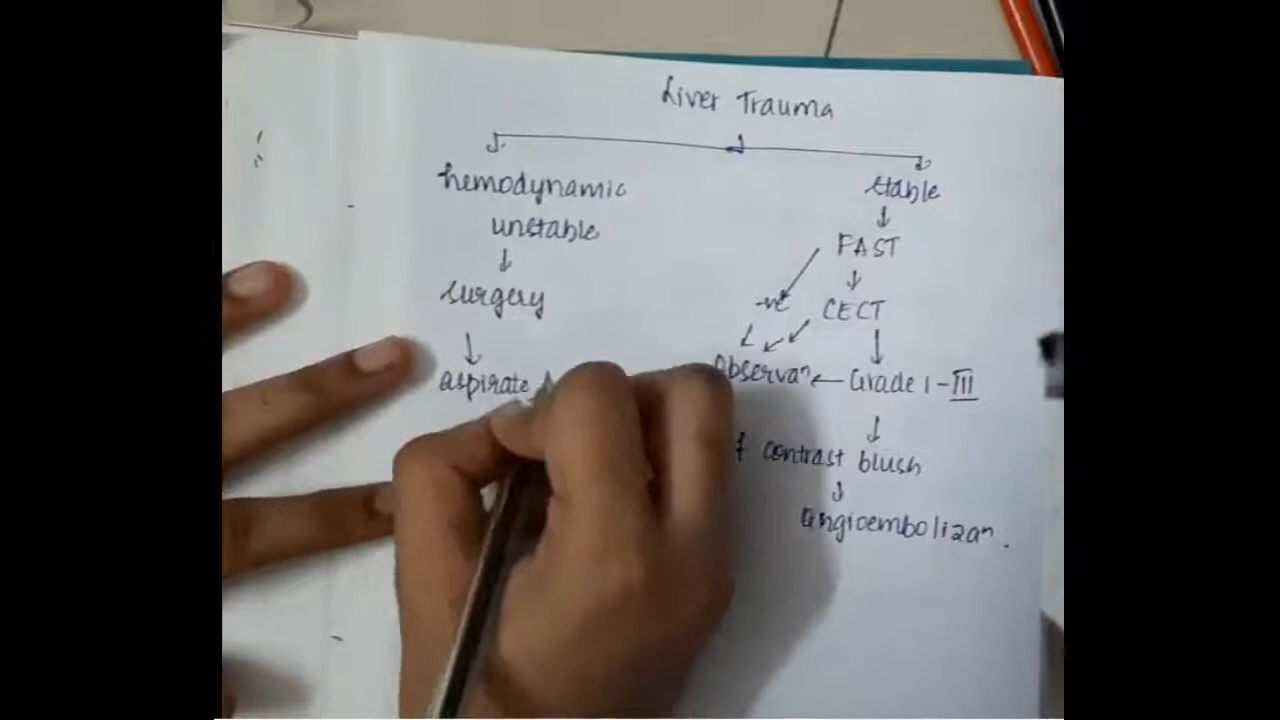 Liver Trauma
hemodynamic
unstable
surgery
aspirate
stable
FAST
-ve
CECT
Observaⁿ
Grade I-III
contrast blush
angioembolizaⁿ.